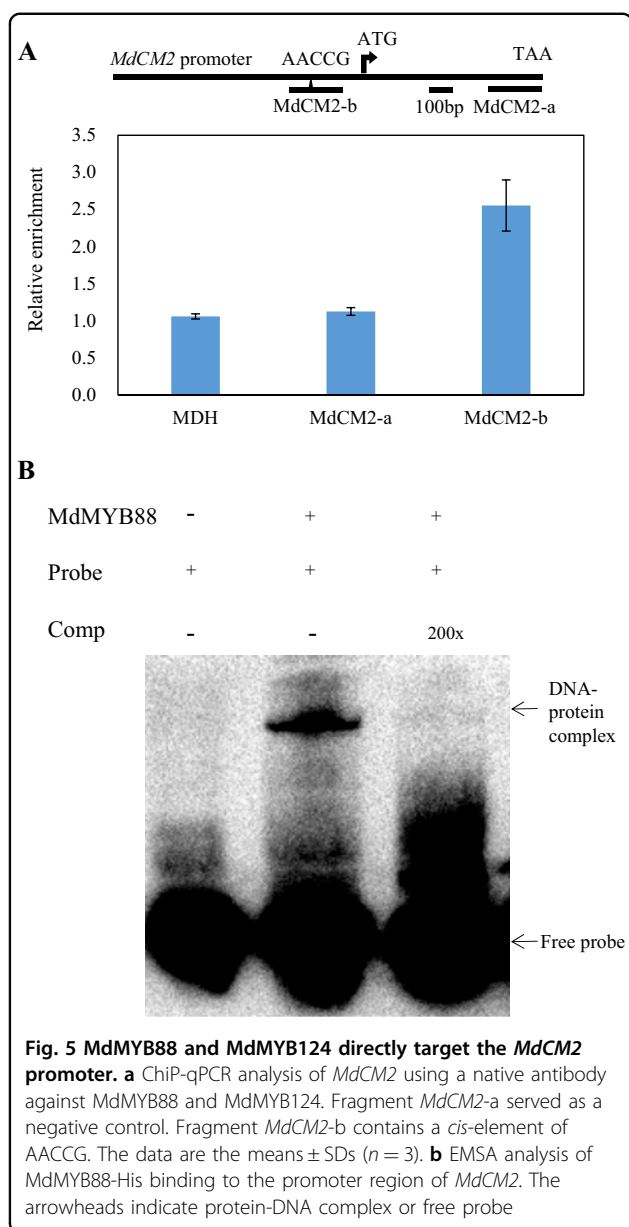 A
ATG
MdCM2 promoter AACCG TAA
MdCM2-b 100bp MdCM2-a
3.5
3.0
2.5
2.0
1.5
1.0
0.5
0.0
Relative enrichment
MDH MdCM2-a MdCM2-b
B
MdMYB88 - + +
Probe + + +
Comp - - 200x
DNA-
protein
complex
Free probe
Fig. 5 MdMYB88 and MdMYB124 directly target the MdCM2
promoter. a ChiP-qPCR analysis of MdCM2 using a native antibody
against MdMYB88 and MdMYB124. Fragment MdCM2-a served as a
negative control. Fragment MdCM2-b contains a cis-element of
AACCG. The data are the means ± SDs (n = 3). b EMSA analysis of
MdMYB88-His binding to the promoter region of MdCM2. The
arrowheads indicate protein-DNA complex or free probe